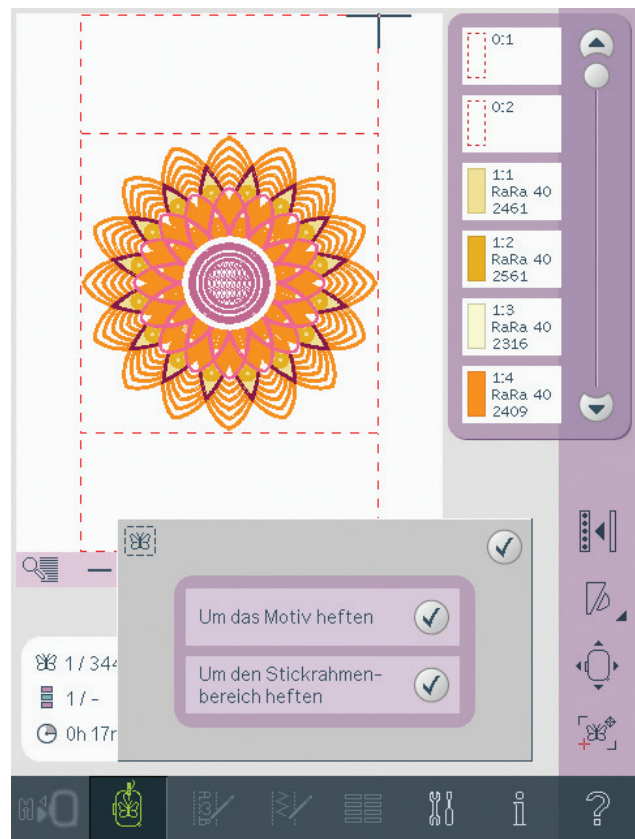 0:1
0:2
1:1
RaRa 40
2461
1:2
RaRa 40
2561
1:3
RaRa 40
2316
1:4
RaRa 40
2409
Um das Motiv heften
Um den Stickrahmen-
bereich heften
1 / 344
1 / -
0h 17